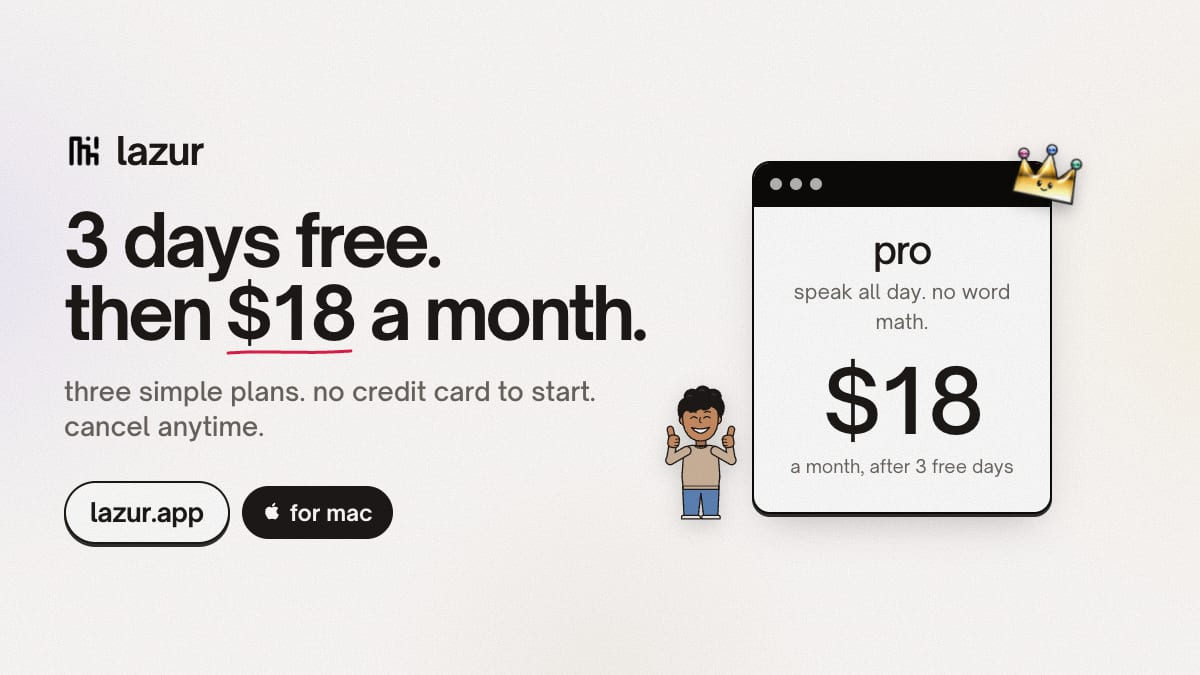 lazur
3 days free.
then $18 a month.
three simple plans. no credit card to start.
cancel anytime.
lazur.app
for mac
pro
speak all day. no word
math.
$18
a month, after 3 free days